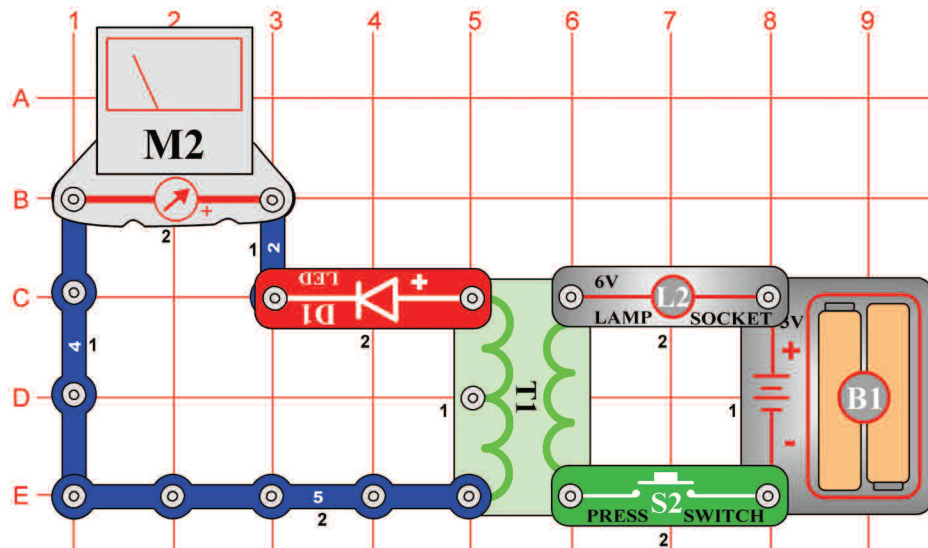 1 2 3 4 5 6 7 8 9
A
M2
B
+
2
1
2
C
LED
D1
+
2
6V
L2
LAMP SOCKET
2
3V
+
4
1
D
1
T1
1
B1
-
E
5
2
S2
PRESS SWITCH
2